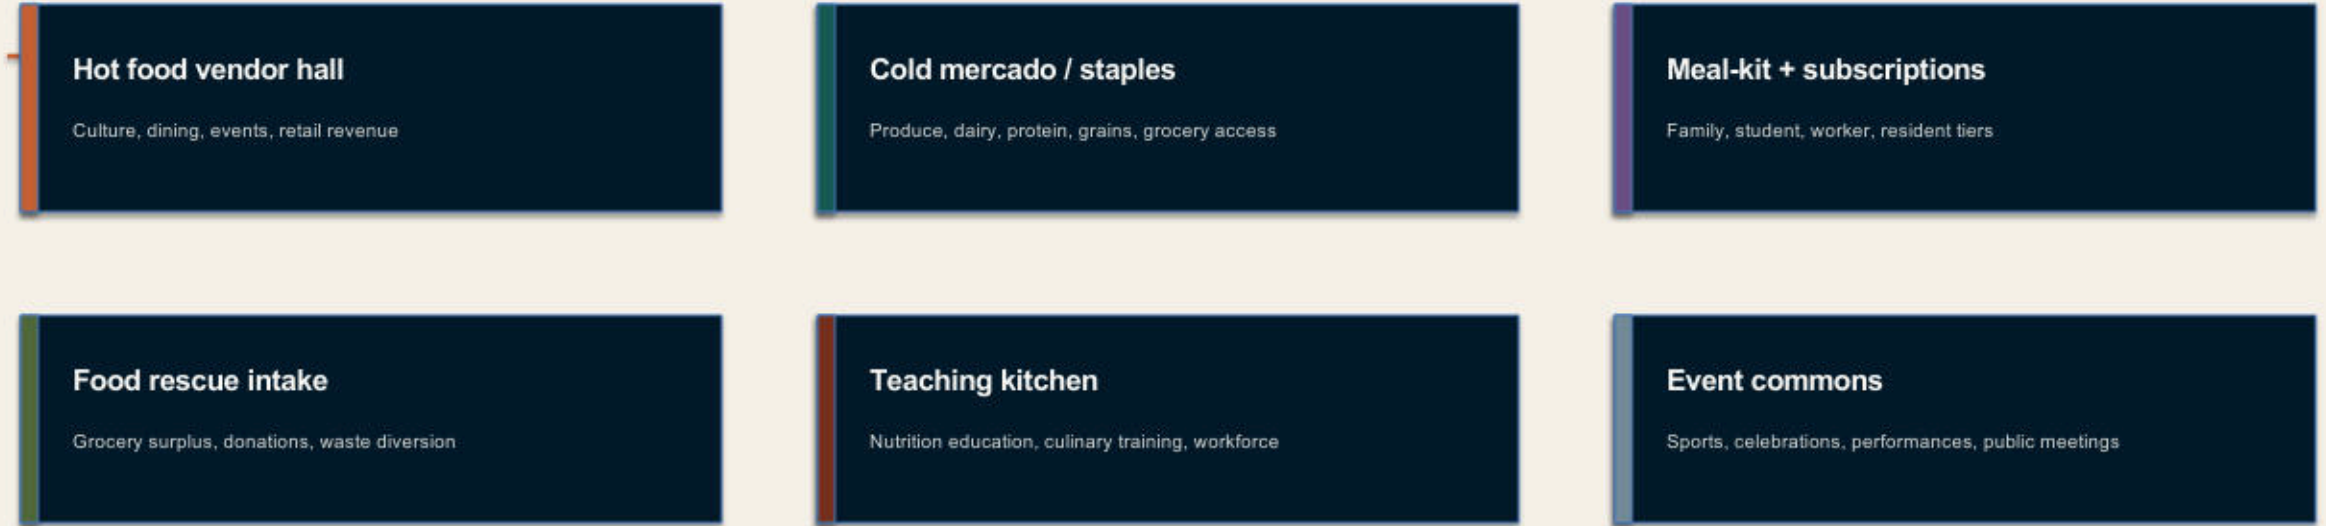 Hot food vendor hall
Culture, dining, events, retail revenue
Cold mercado / staples
Produce, dairy, protein, grains, grocery access
Meal-kit + subscriptions
Family, student, worker, resident tiers
Food rescue intake
Grocery surplus, donations, waste diversion
Teaching kitchen
Nutrition education, culinary training, workforce
Event commons
Sports, celebrations, performances, public meetings